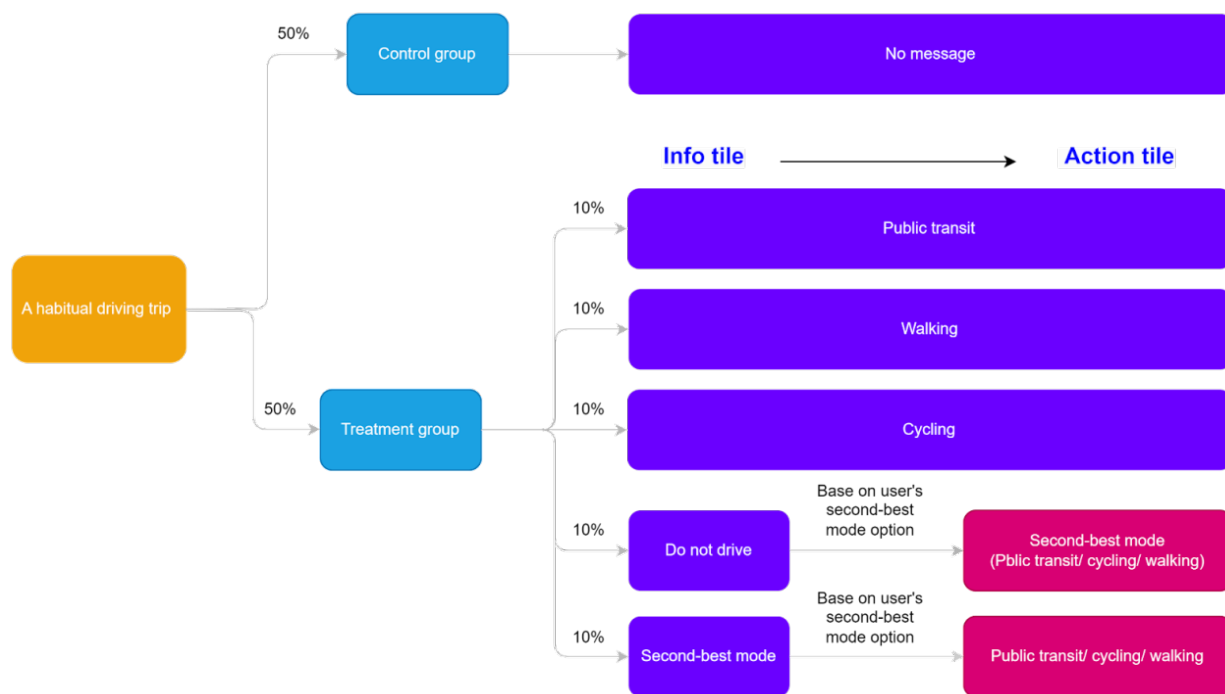 50%
Control group
No message
Info tile
Action tile
10%
Public transit
A habitual driving trip
10%
Walking
50%
Treatment group
10%
Cycling
10%
Do not drive
Base on user's
second-best
mode option
Second-best mode
(Pblic transit/ cycling/ walking)
10%
Second-best mode
Base on user's
second-best
mode option
Public transit/ cycling/ walking